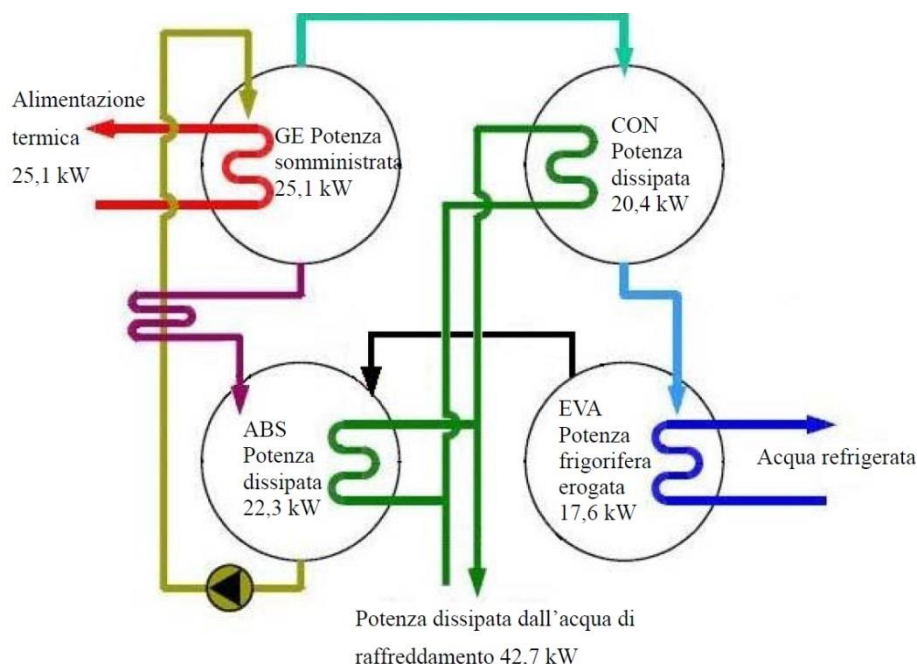 Alimentazione
termica
25,1 kW
GE Potenza
somministrata
25,1 kW
CON
Potenza
dissipata
20,4 kW
ABS
Potenza
dissipata
22,3 kW
EVA
Potenza
frigorifera
erogata
17,6 kW
Acqua refrigerata
Potenza dissipata dall’acqua di
raffreddamento 42,7 kW